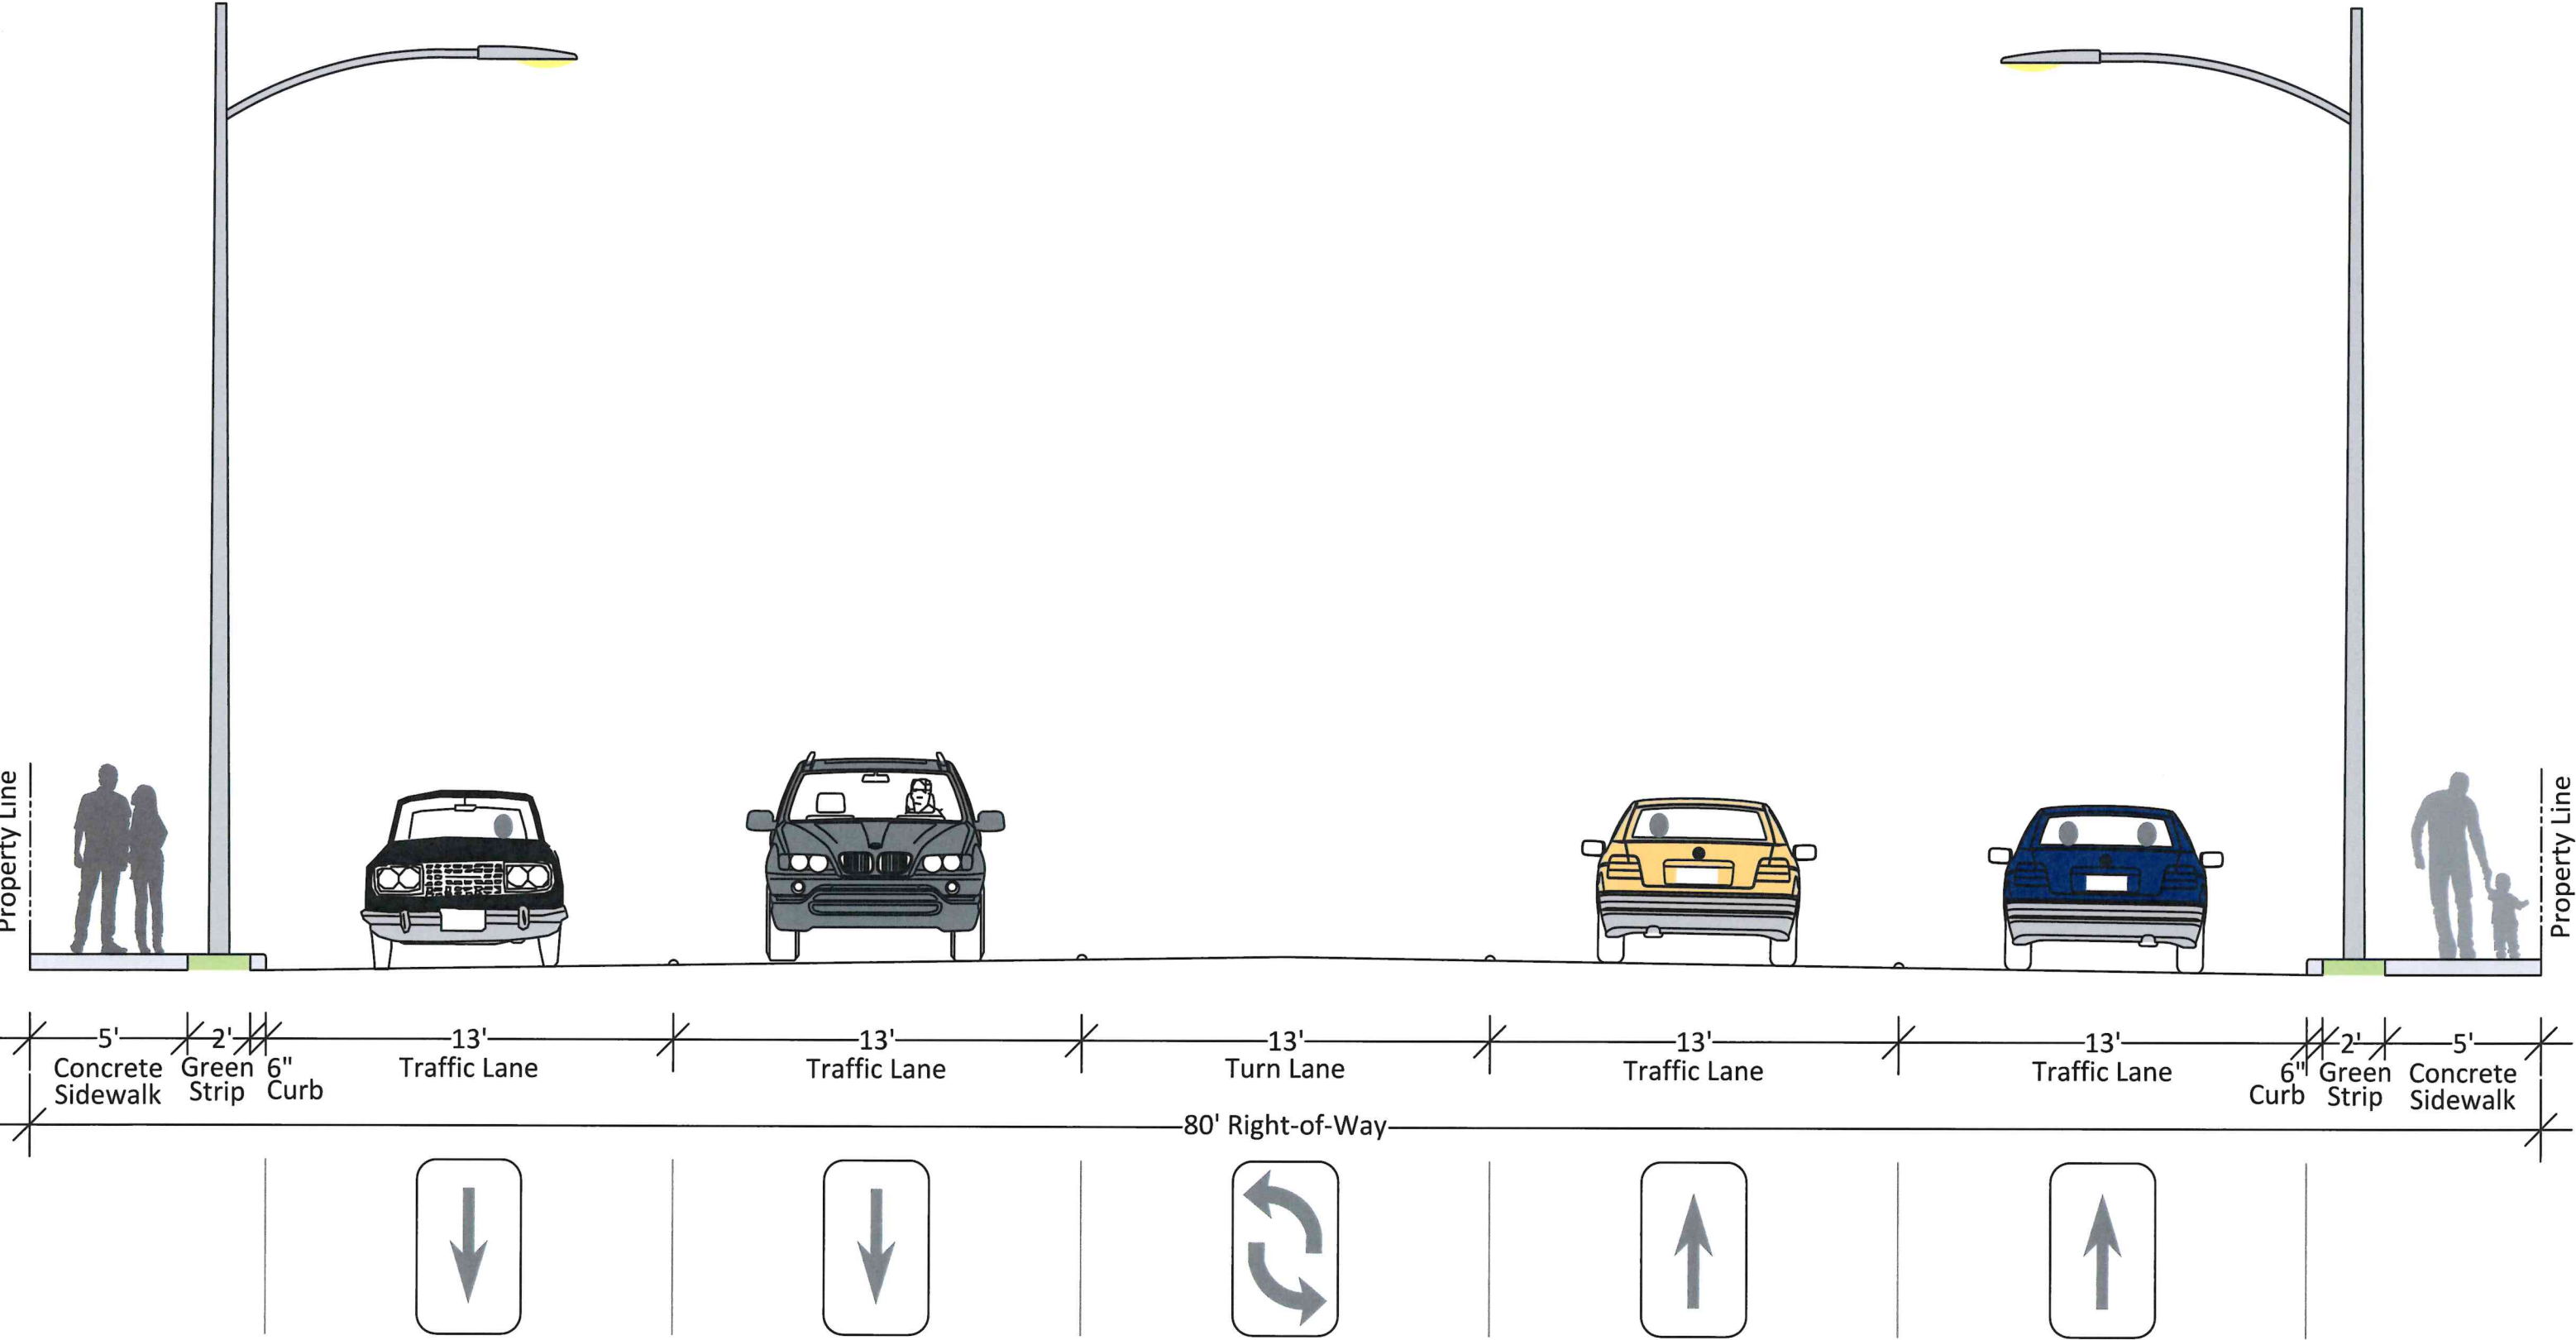 Property Line
Property Line
5' 2' 13' 13' 13' 13' 13' 2' 5'
Concrete Sidewalk
Green Strip
6" Curb
Traffic Lane
Traffic Lane
Turn Lane
Traffic Lane
Traffic Lane
6" Curb
Green Strip
Concrete Sidewalk
80' Right-of-Way